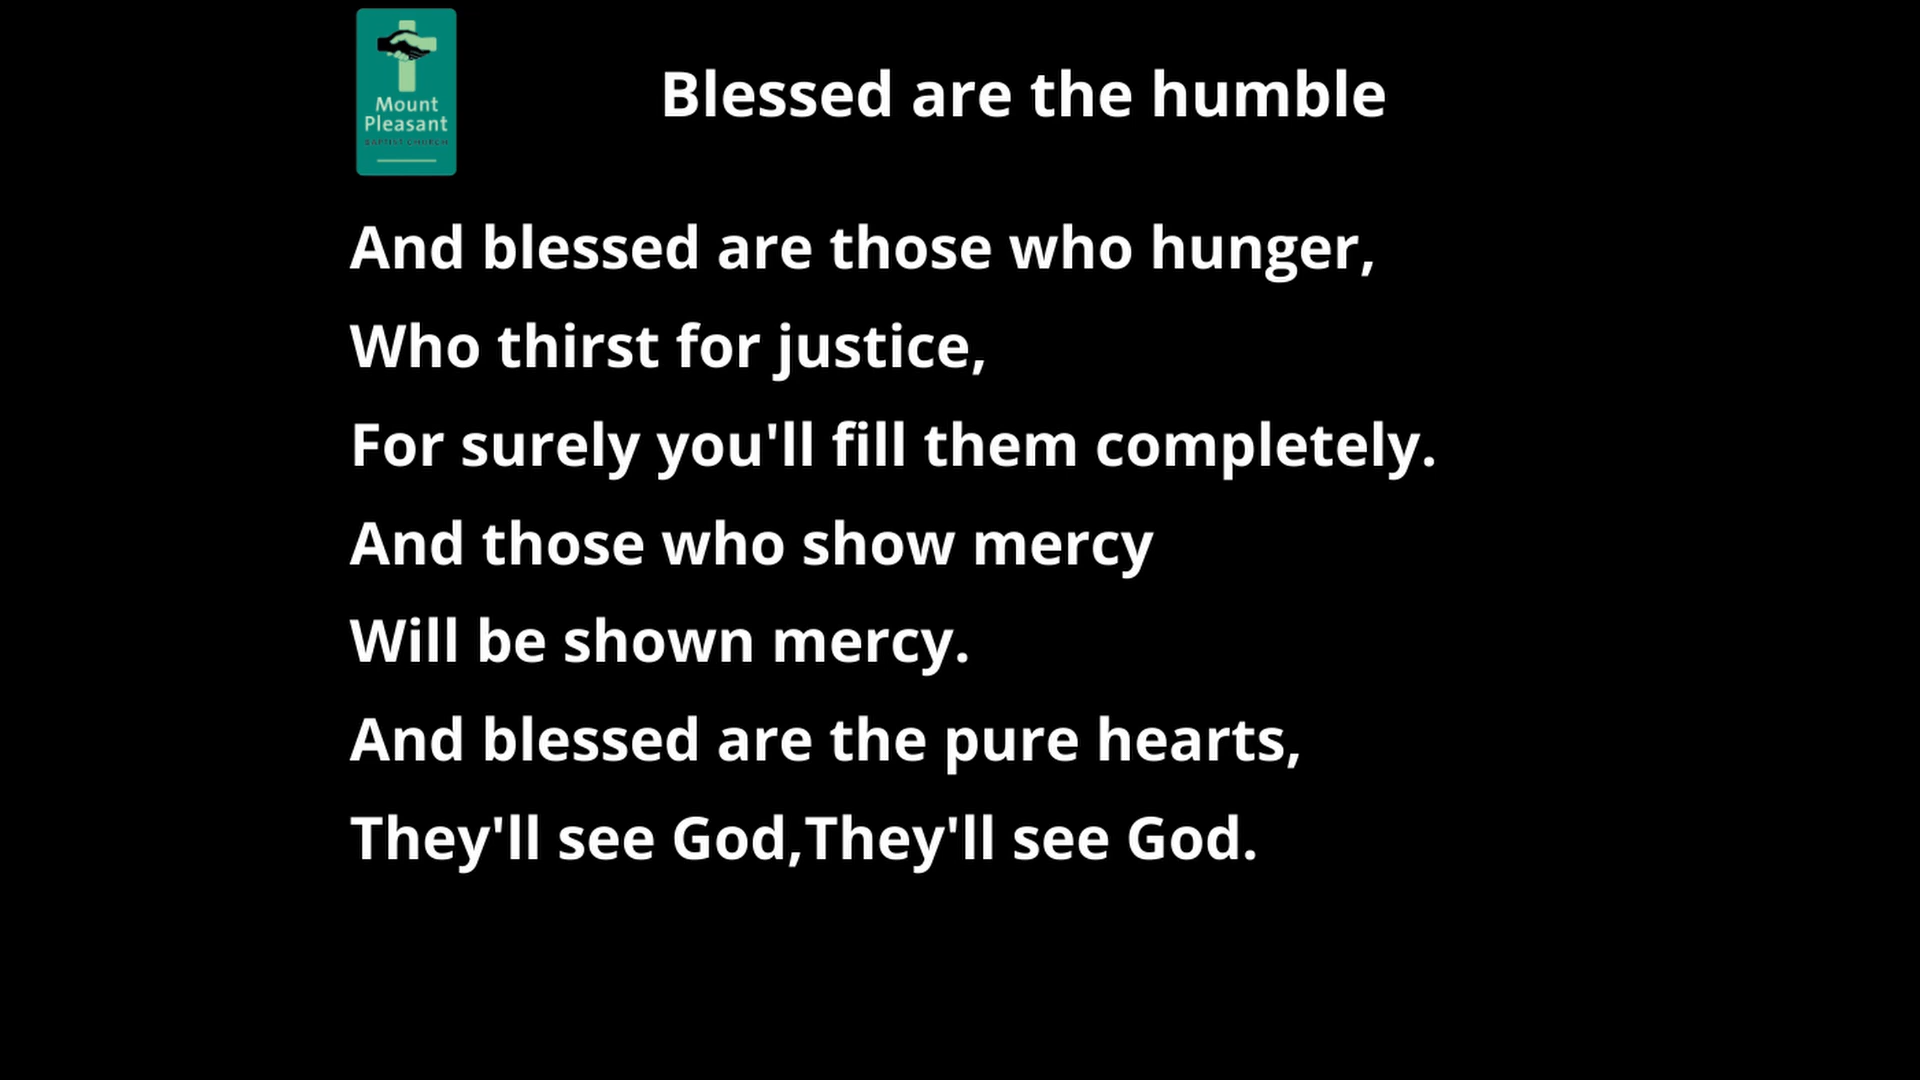 Mount
Pleasant
BAPTIST CHURCH
Blessed are the humble
And blessed are those who hunger,
Who thirst for justice,
For surely you'll fill them completely.
And those who show mercy
Will be shown mercy.
And blessed are the pure hearts,
They'll see God,They'll see God.